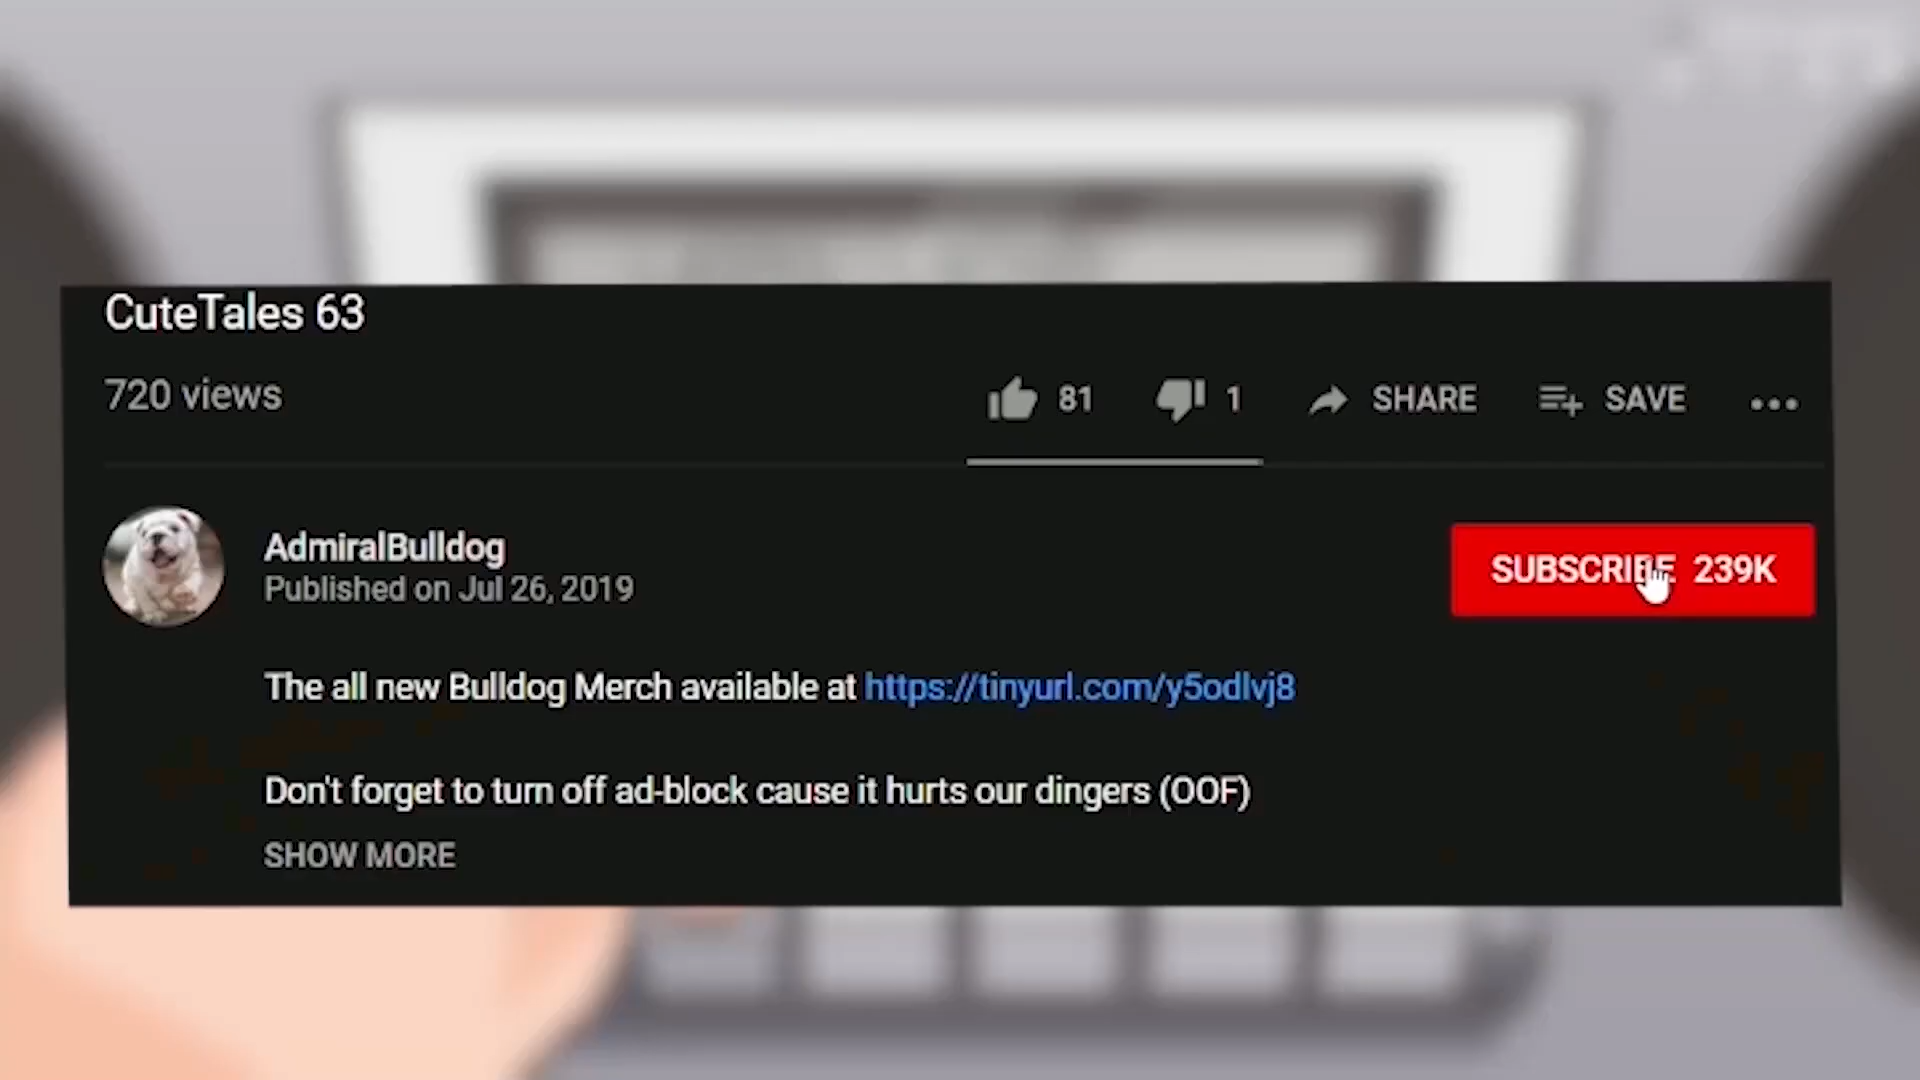 CuteTales 63
720 views
81
1
SHARE
SAVE
AdmiralBulldog
Published on Jul 26, 2019
SUBSCRIBE 239K
The all new Bulldog Merch available at https://tinyurl.com/y5odlvj8
Don't forget to turn off ad-block cause it hurts our dingers (OOF)
SHOW MORE